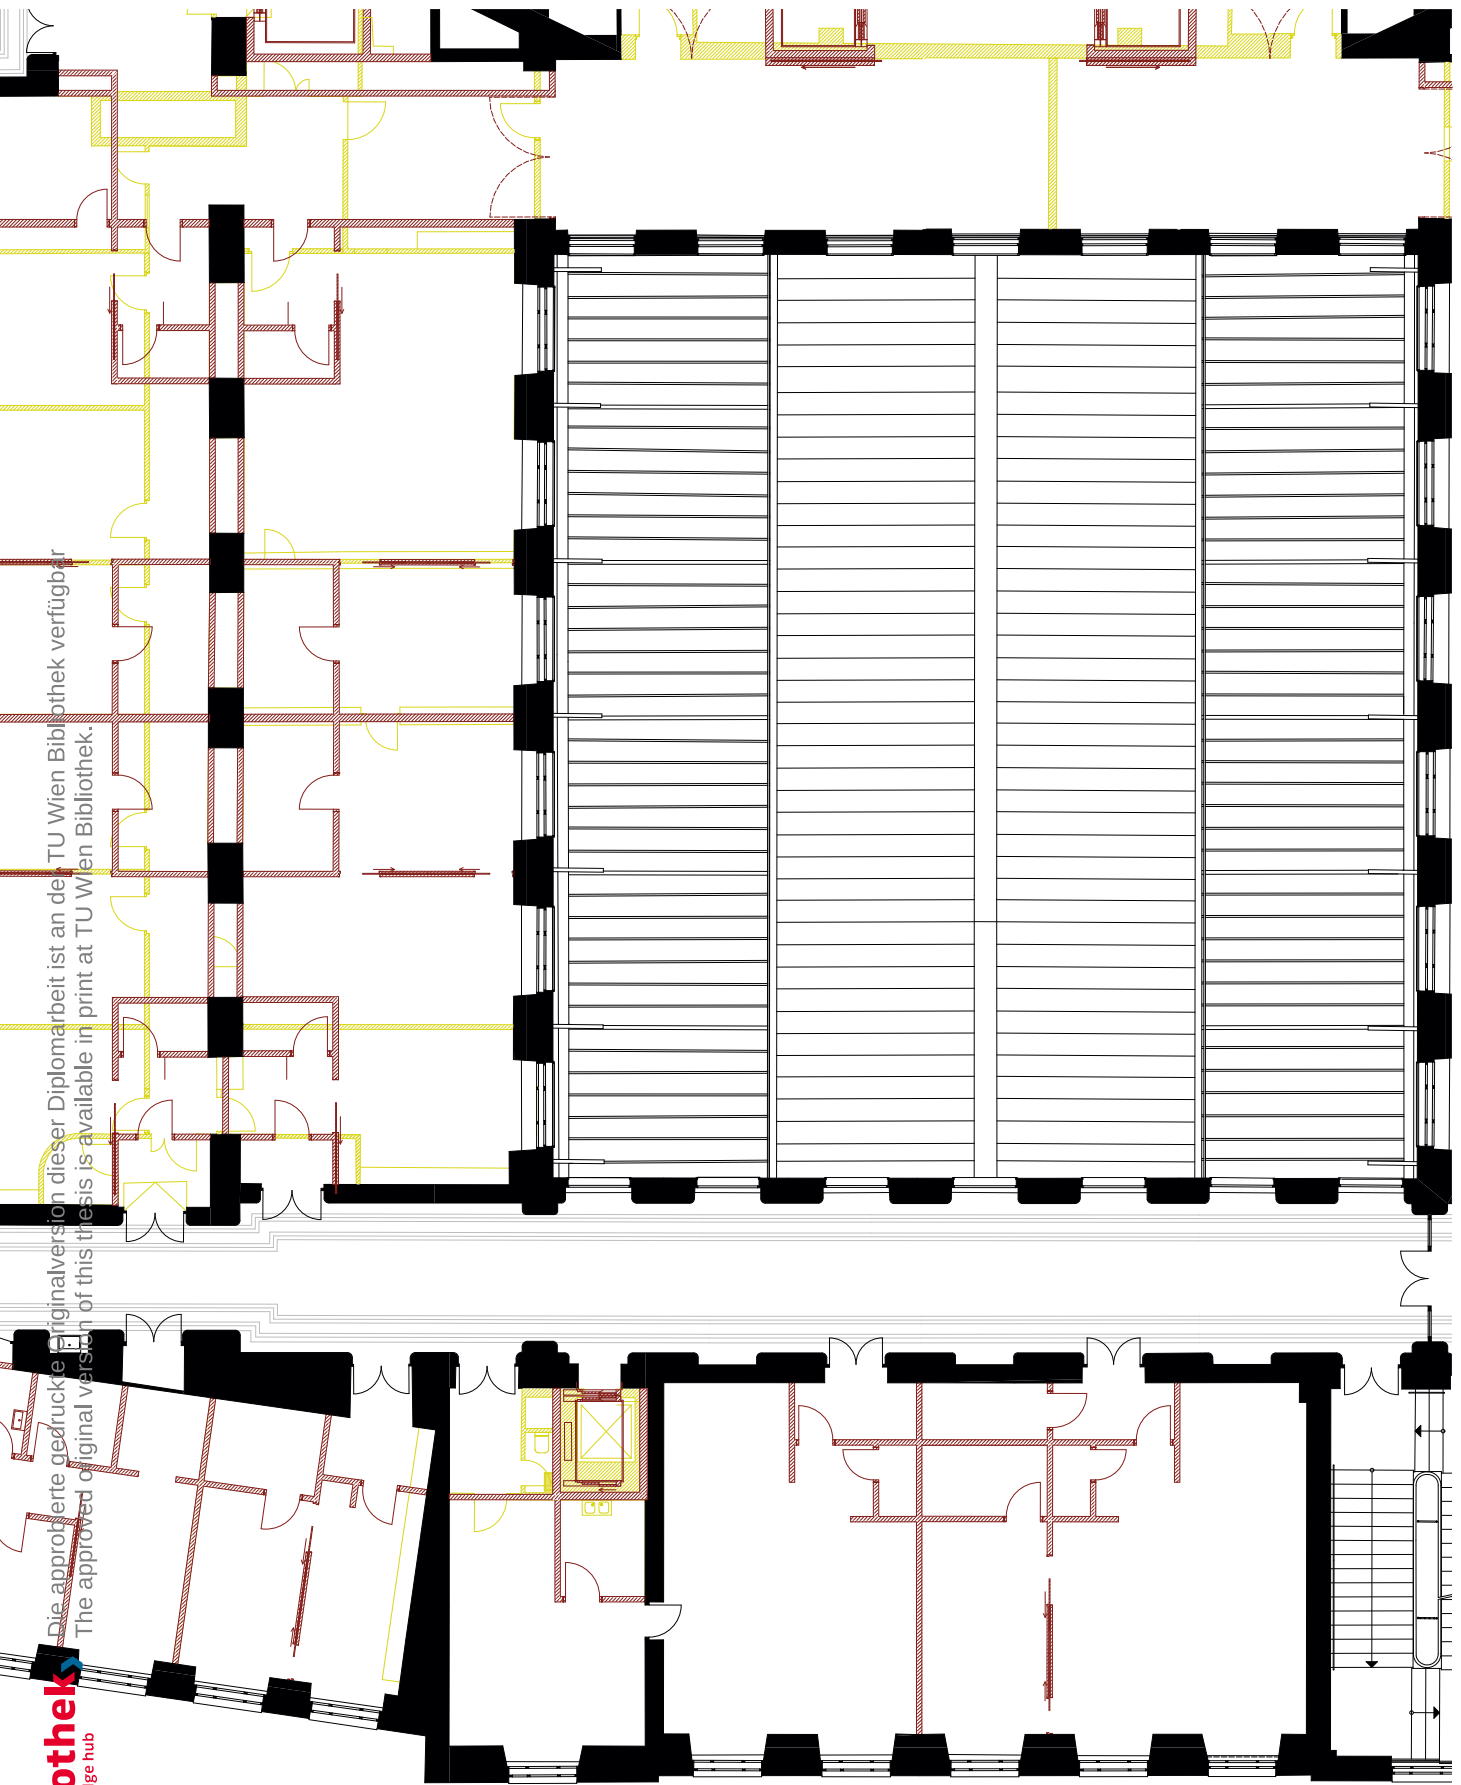 Die approbierte gedruckte Originalversion dieser Diplomarbeit ist an der TU Wien Bibliothek verfügbar
The approved original version of this thesis is available in print at TU Wien Bibliothek.
othek
ge hub